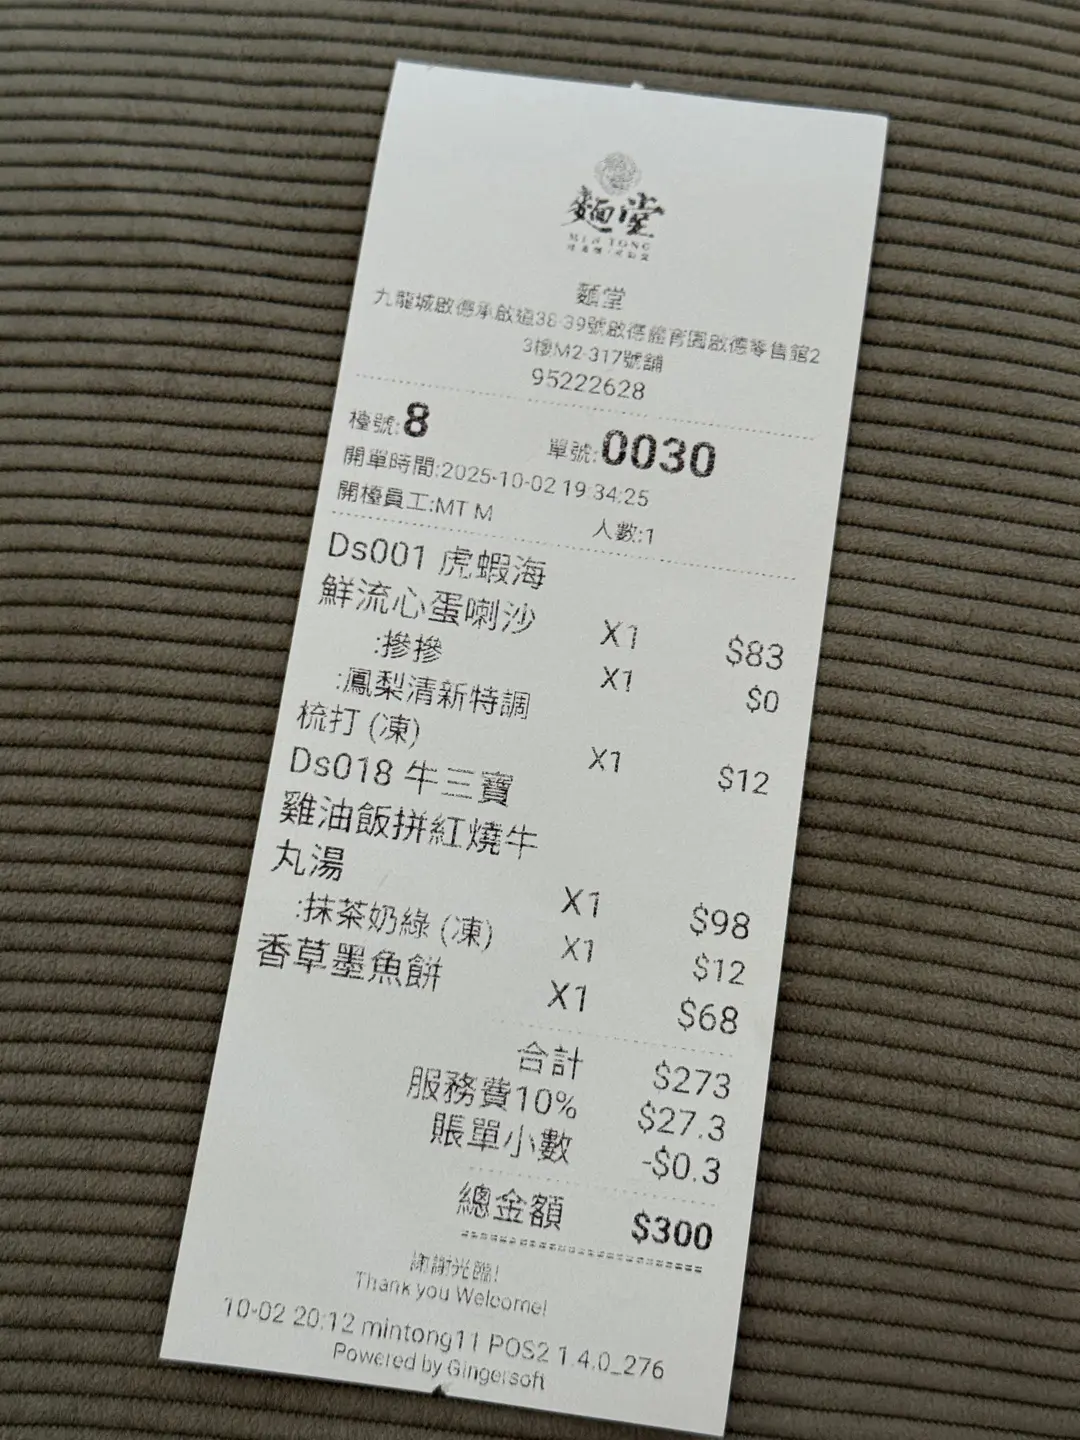 麵堂
MIN TONG
麵堂
九龍城啟德承啟道38-39號啟德體育園啟德零售館2
3樓M2-317號舖
95222628
檯號:8 單號:0030
開單時間:2025-10-02 19:34:25
開檯員工:MT M 人數:1
Ds001 虎蝦海
鮮流心蛋喇沙 X1 $83
:摻摻 X1 $0
:鳳梨清新特調
梳打 (凍) X1 $12
Ds018 牛三寶
雞油飯拼紅燒牛
丸湯 X1 $98
:抹茶奶綠 (凍) X1 $12
香草墨魚餅 X1 $68
合計 $273
服務費10% $27.3
賬單小數 -$0.3
總金額 $300
謝謝光臨!
Thank you Welcome!
10-02 20:12 mintong11 POS2 1.4.0_276
Powered by Gingersoft